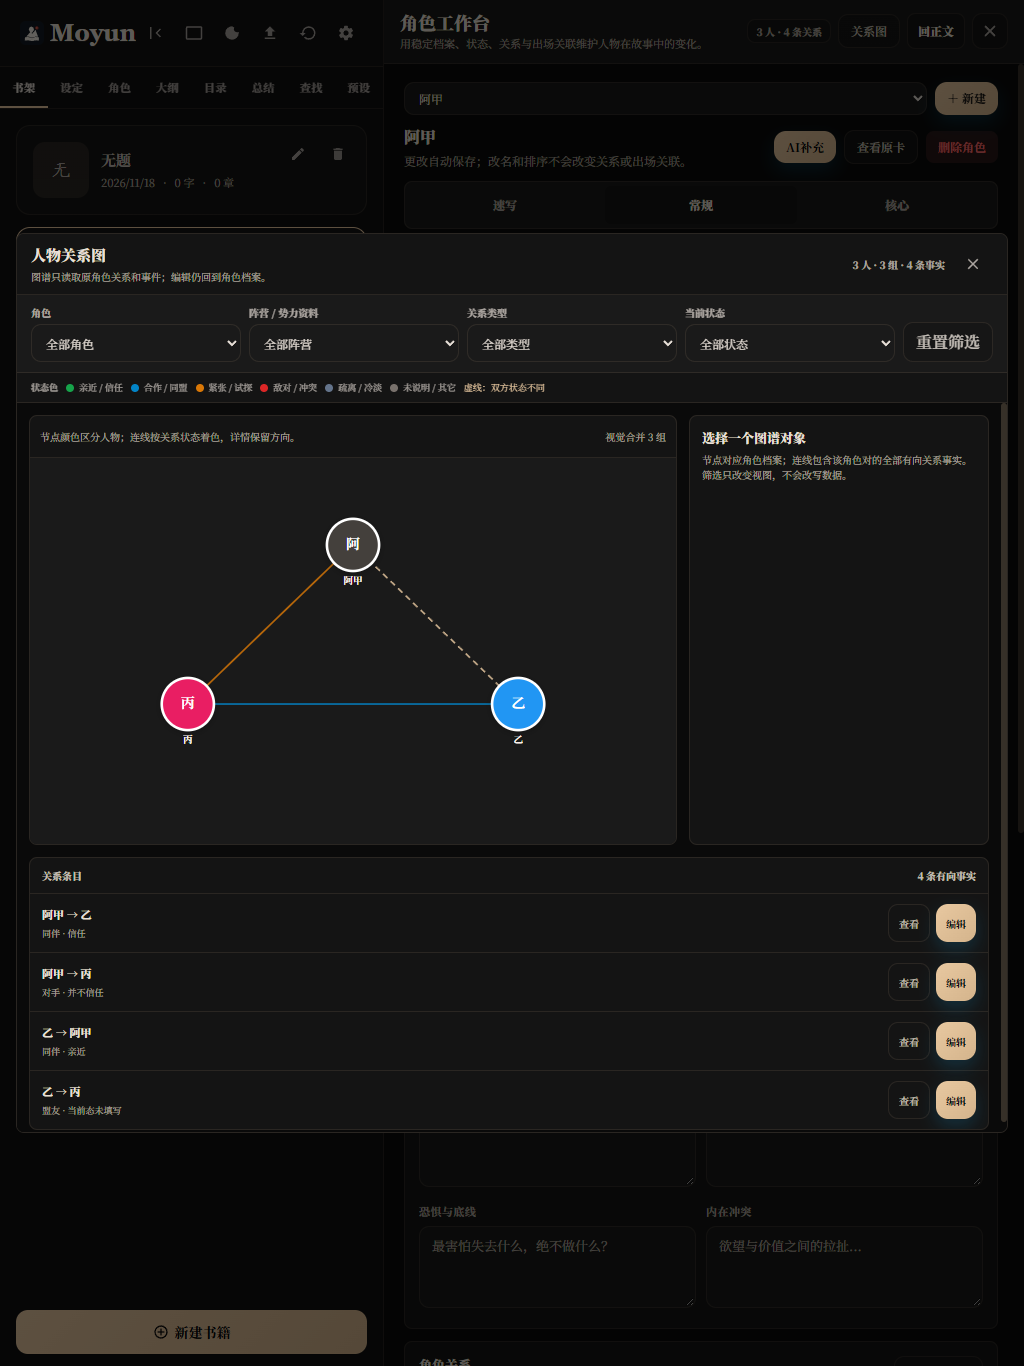 Moyun
书架 设定 角色 大纲 目录 总结 查找 预设
无
无题
2026/11/18 · 0 字 · 0 章
角色工作台
用稳定档案、状态、关系与出场关联维护人物在故事中的变化。
3 人 · 4 条关系
关系图
回正文
阿甲
＋ 新建
阿甲
更改自动保存；改名和排序不会改变关系或出场关联。
AI补充
查看原卡
删除角色
速写 常规 核心
人物关系图
图谱只读取原角色关系和事件；编辑仍回到角色档案。
3 人 · 3 组 · 4 条事实
角色 阵营 / 势力资料 关系类型 当前状态
全部角色 全部阵营 全部类型 全部状态 重置筛选
状态色 亲近 / 信任 合作 / 同盟 紧张 / 试探 敌对 / 冲突 疏离 / 冷淡 未说明 / 其它 虚线：双方状态不同
节点颜色区分人物；连线按关系状态着色，详情保留方向。
视觉合并 3 组
阿
阿甲
丙
丙
乙
乙
选择一个图谱对象
节点对应角色档案；连线包含该角色对的全部有向关系事实。
筛选只改变视图，不会改写数据。
关系条目
4 条有向事实
阿甲 → 乙
同伴 · 信任
查看 编辑
阿甲 → 丙
对手 · 并不信任
查看 编辑
乙 → 阿甲
同伴 · 亲近
查看 编辑
乙 → 丙
盟友 · 当前态未填写
查看 编辑
恐惧与底线
最害怕失去什么，绝不做什么？
内在冲突
欲望与价值之间的拉扯…
新建书籍
角色关系